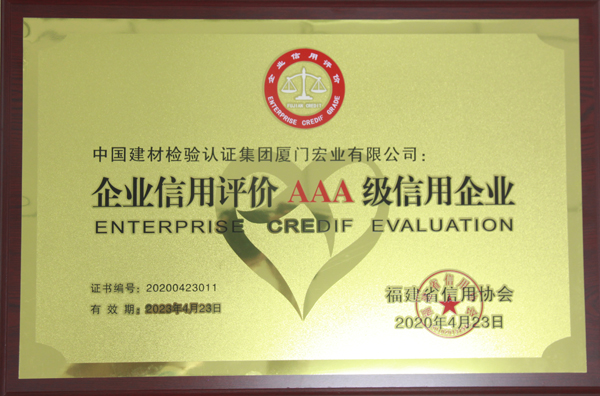 企业信用评价
ENTERPRISE CREDIF GRADE
中国建材检验认证集团厦门宏业有限公司：
企业信用评价 AAA 级信用企业
ENTERPRISE CREDIF EVALUATION
证书编号：20200423011
有 效 期：2023年4月23日
福建省信用协会
2020年4月23日